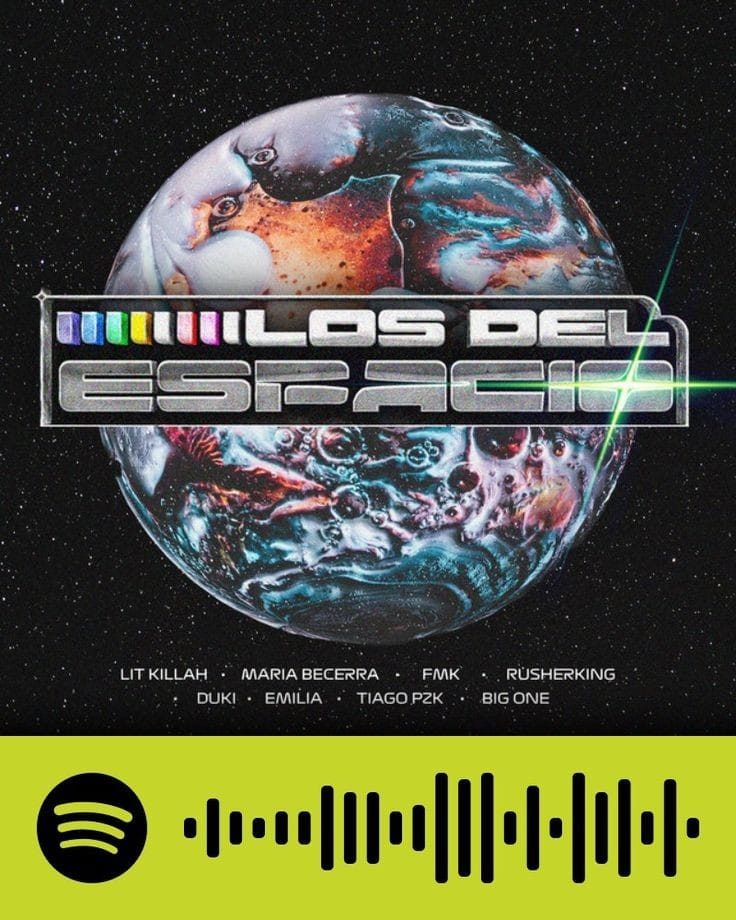 LOS DEL
ESPACIO
LIT KILLAH · MARIA BECERRA · FMK · RUSHERKING
· DUKI · EMILIA · TIAGO PZK · BIG ONE